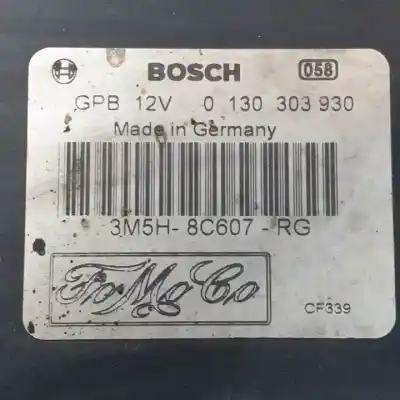 BOSCH 058
GPB 12V 0 130 303 930
Made in Germany
3M5H- 8C607 - RG
FoMoCo
CF339